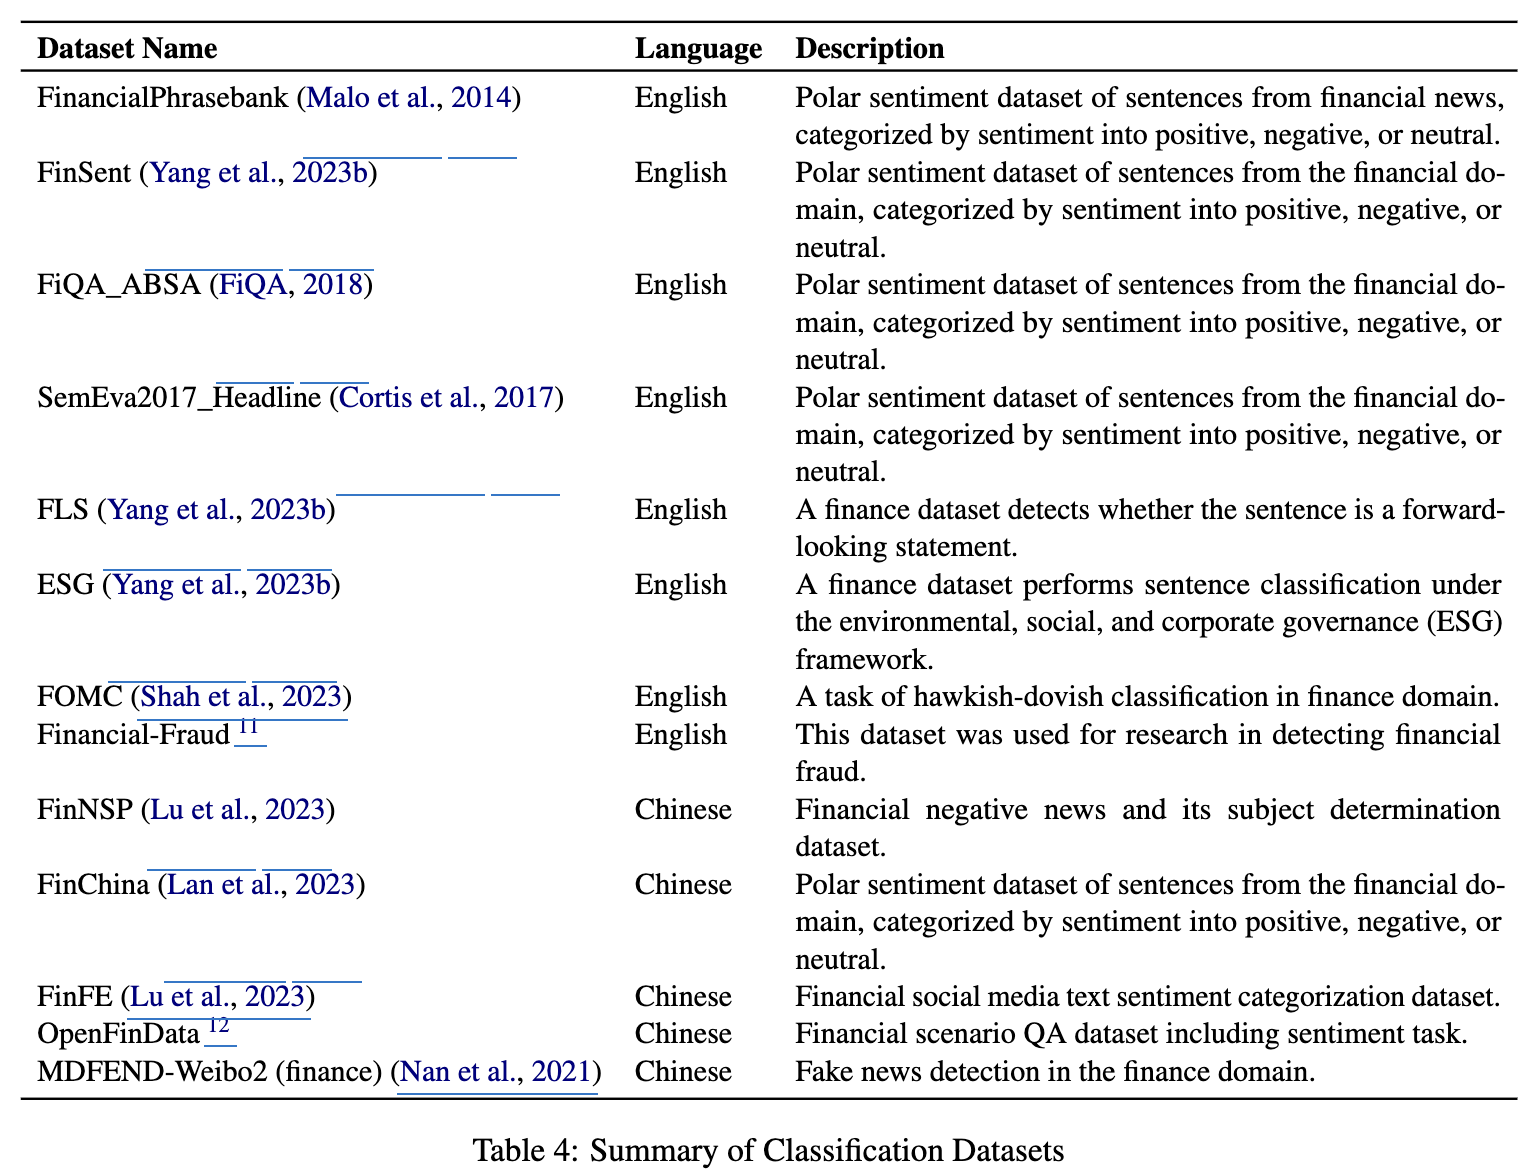 Dataset Name Language Description
FinancialPhrasebank (Malo et al., 2014) English Polar sentiment dataset of sentences from financial news,
categorized by sentiment into positive, negative, or neutral.
FinSent (Yang et al., 2023b) English Polar sentiment dataset of sentences from the financial do-
main, categorized by sentiment into positive, negative, or
neutral.
FiQA_ABSA (FiQA, 2018) English Polar sentiment dataset of sentences from the financial do-
main, categorized by sentiment into positive, negative, or
neutral.
SemEva2017_Headline (Cortis et al., 2017) English Polar sentiment dataset of sentences from the financial do-
main, categorized by sentiment into positive, negative, or
neutral.
FLS (Yang et al., 2023b) English A finance dataset detects whether the sentence is a forward-
looking statement.
ESG (Yang et al., 2023b) English A finance dataset performs sentence classification under
the environmental, social, and corporate governance (ESG)
framework.
FOMC (Shah et al., 2023) English A task of hawkish-dovish classification in finance domain.
Financial-Fraud 11 English This dataset was used for research in detecting financial
fraud.
FinNSP (Lu et al., 2023) Chinese Financial negative news and its subject determination
dataset.
FinChina (Lan et al., 2023) Chinese Polar sentiment dataset of sentences from the financial do-
main, categorized by sentiment into positive, negative, or
neutral.
FinFE (Lu et al., 2023) Chinese Financial social media text sentiment categorization dataset.
OpenFinData 12 Chinese Financial scenario QA dataset including sentiment task.
MDFEND-Weibo2 (finance) (Nan et al., 2021) Chinese Fake news detection in the finance domain.
Table 4: Summary of Classification Datasets